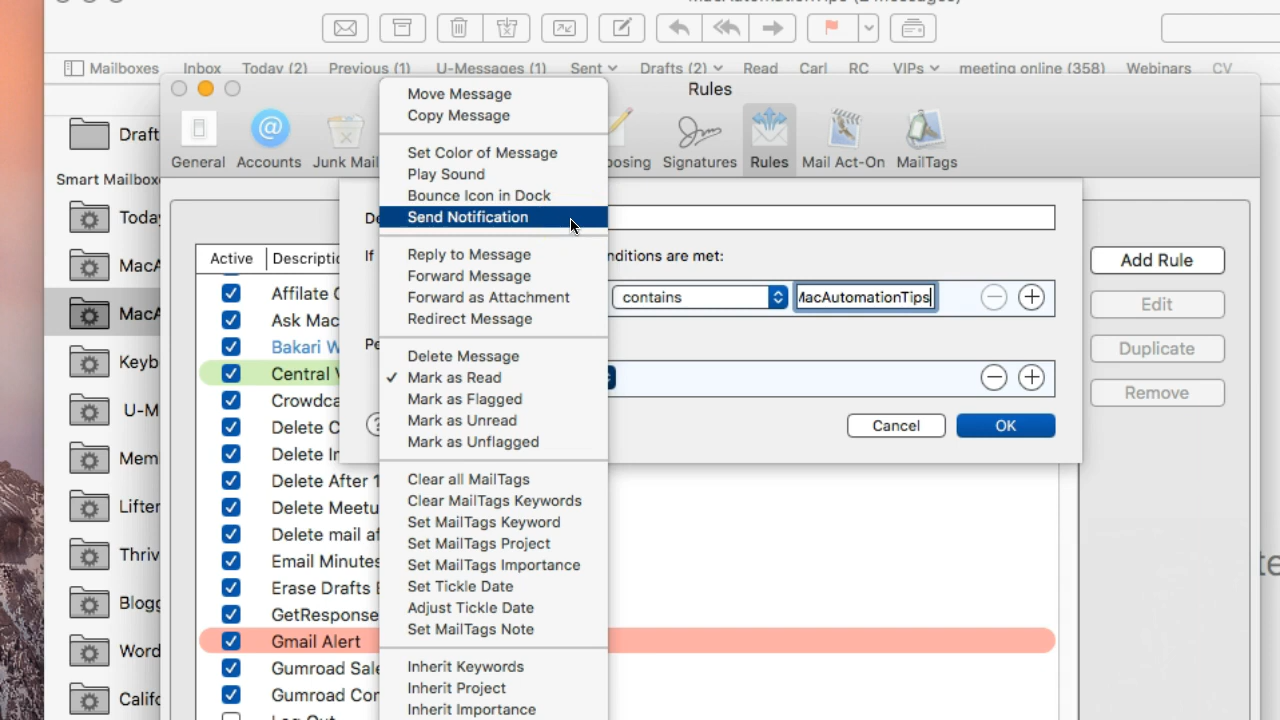 Mailboxes Inbox Today (2) Previous (1) U-Messages (1) Sent Drafts (2) Read Carl RC VIPs meeting online (358) Webinars CV
Rules
General Accounts Junk Mail Signatures Rules Mail Act-On MailTags
Draft
Smart Mailbox
Today
MacA
MacA
Keyb
U-M
Mem
Lifter
Thriv
Blogg
Word
Califo
Active Descriptio
Affilate C
Ask Mac
Bakari W
Central V
Crowdca
Delete C
Delete In
Delete After 1
Delete Meetu
Delete mail af
Email Minutes
Erase Drafts E
GetResponse
Gmail Alert
Gumroad Sale
Gumroad Cor
Log Out
De
If nditions are met:
contains MacAutomationTips
Pe
Cancel OK
Move Message
Copy Message
Set Color of Message
Play Sound
Bounce Icon in Dock
Send Notification
Reply to Message
Forward Message
Forward as Attachment
Redirect Message
Delete Message
✓ Mark as Read
Mark as Flagged
Mark as Unread
Mark as Unflagged
Clear all MailTags
Clear MailTags Keywords
Set MailTags Keyword
Set MailTags Project
Set MailTags Importance
Set Tickle Date
Adjust Tickle Date
Set MailTags Note
Inherit Keywords
Inherit Project
Inherit Importance
Add Rule
Edit
Duplicate
Remove